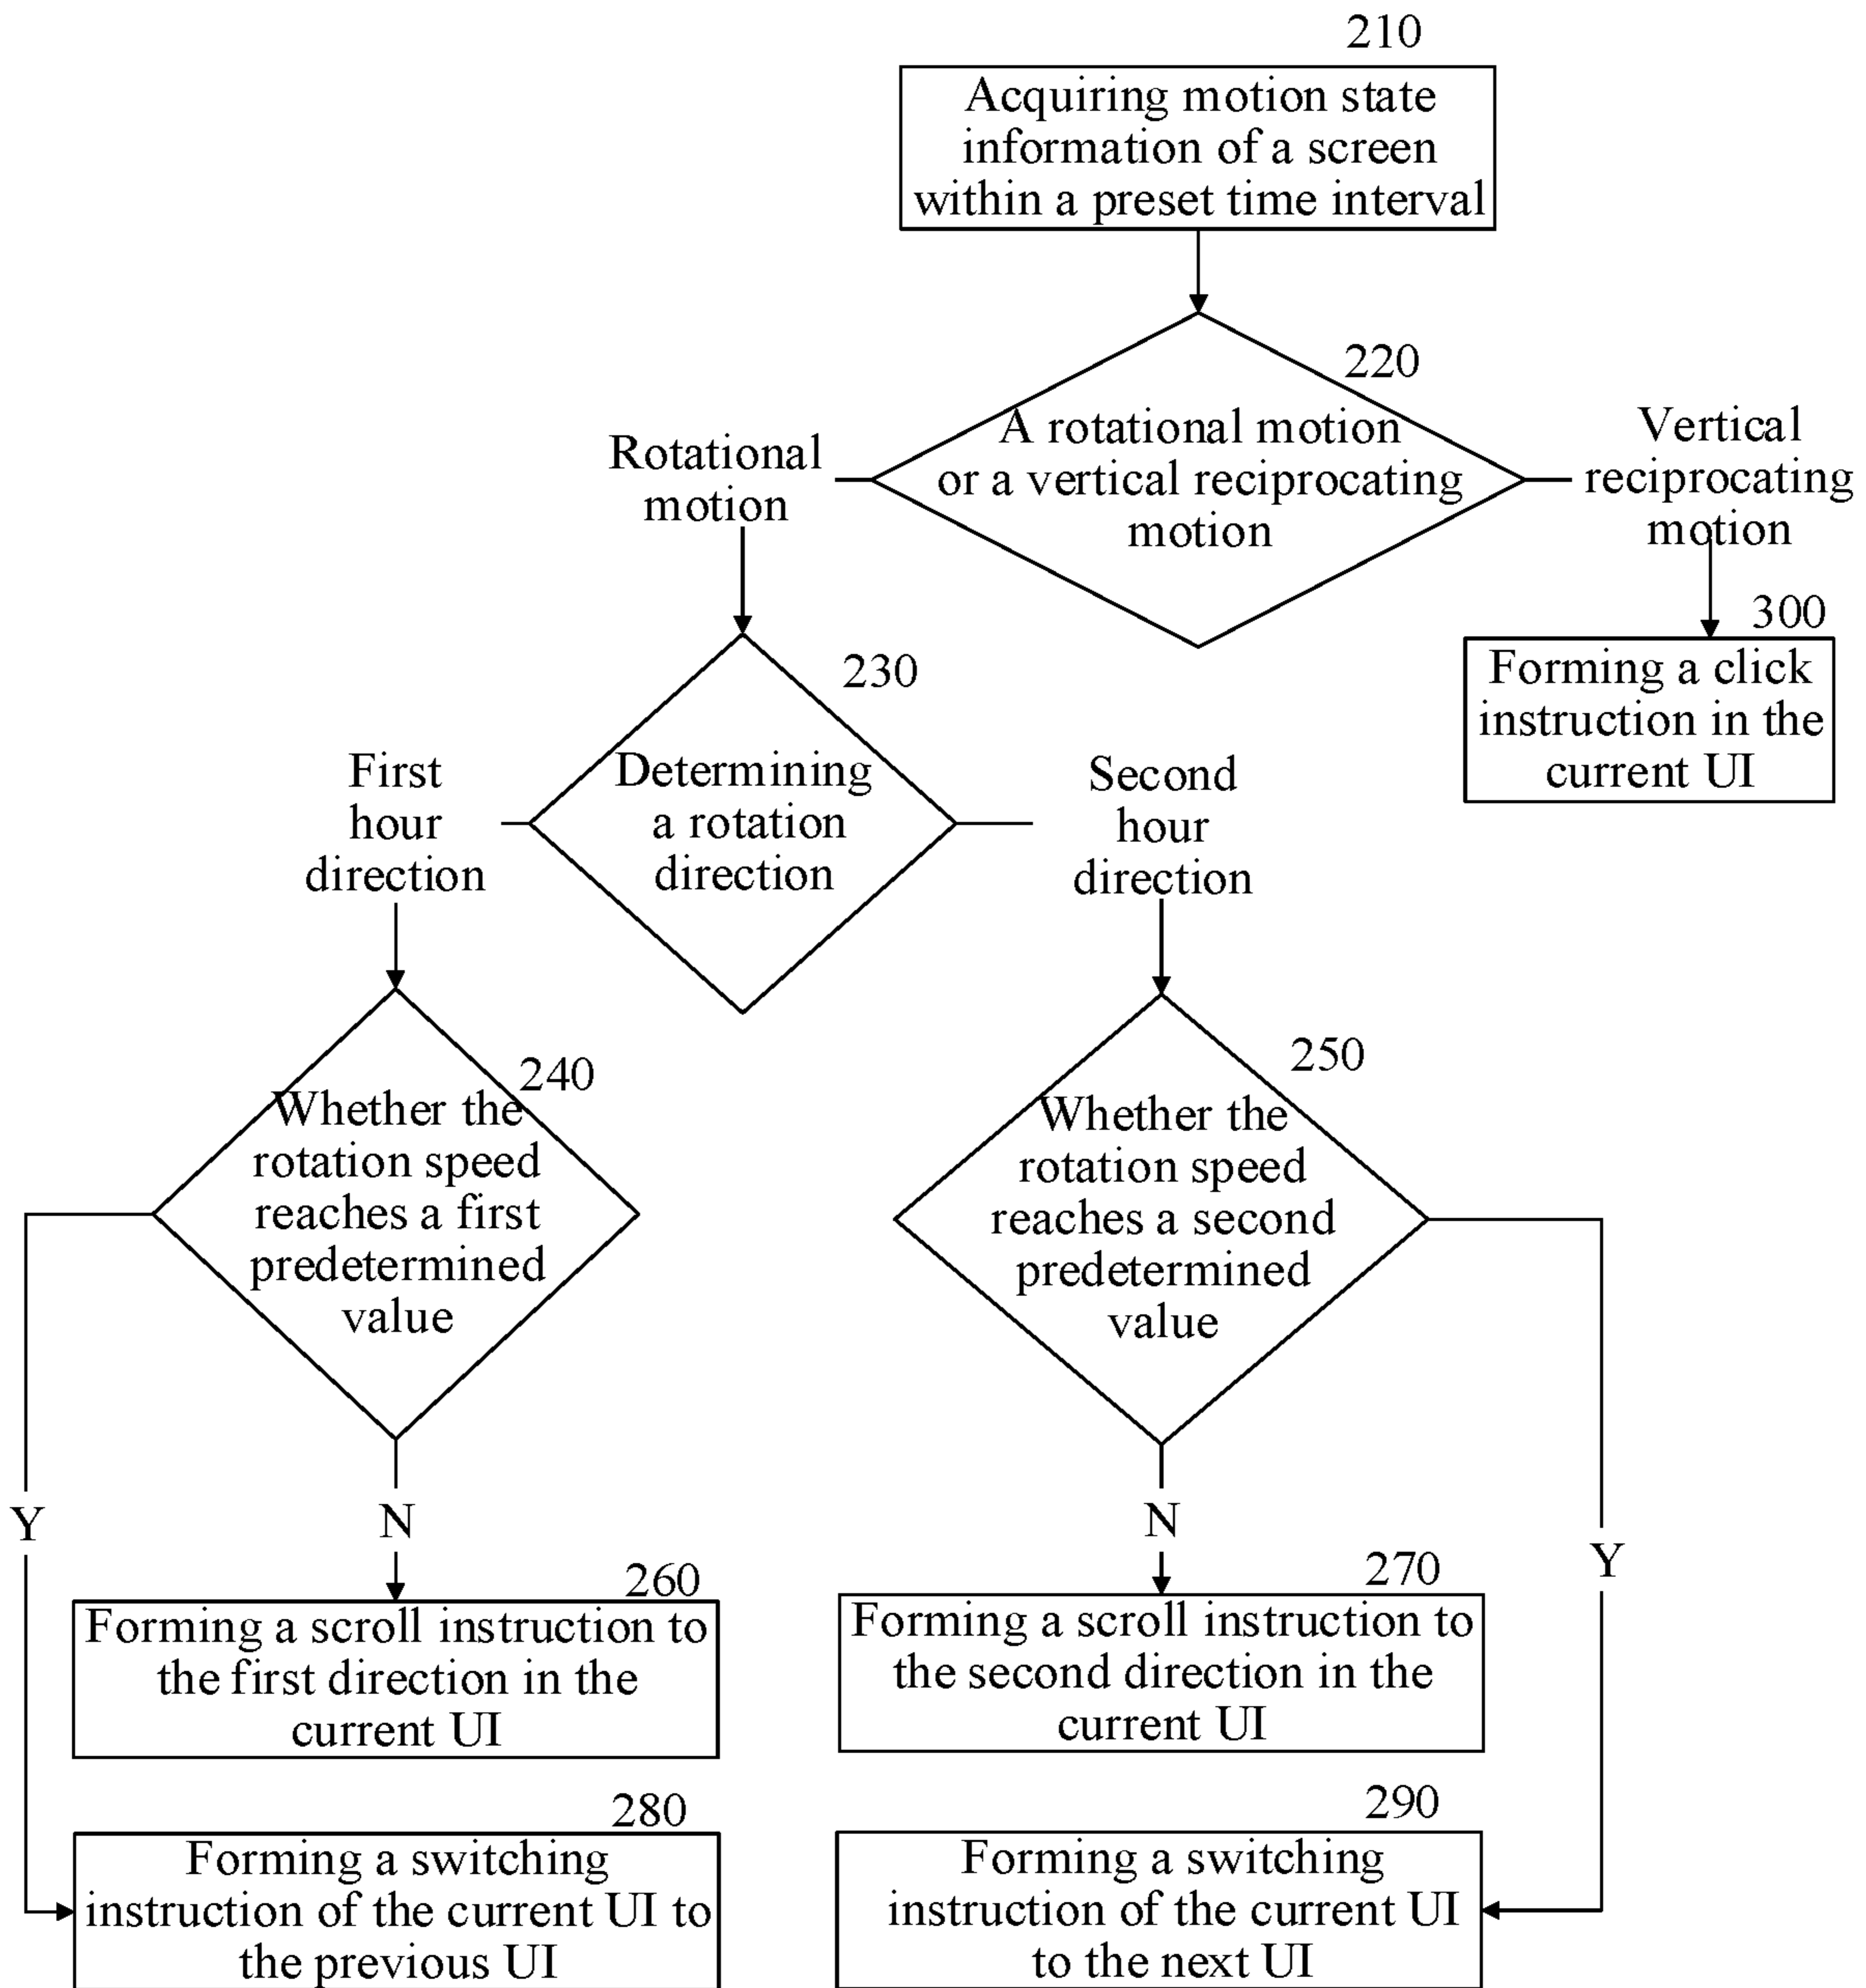 210
Acquiring motion state
information of a screen
within a preset time interval
220
A rotational motion
or a vertical reciprocating
motion
Rotational
motion
Vertical
reciprocating
motion
300
Forming a click
instruction in the
current UI
230
Determining
a rotation
direction
First
hour
direction
Second
hour
direction
240
Whether the
rotation speed
reaches a first
predetermined
value
250
Whether the
rotation speed
reaches a second
predetermined
value
Y
N
N
Y
260
Forming a scroll instruction to
the first direction in the
current UI
270
Forming a scroll instruction to
the second direction in the
current UI
280
Forming a switching
instruction of the current UI to
the previous UI
290
Forming a switching
instruction of the current UI
to the next UI